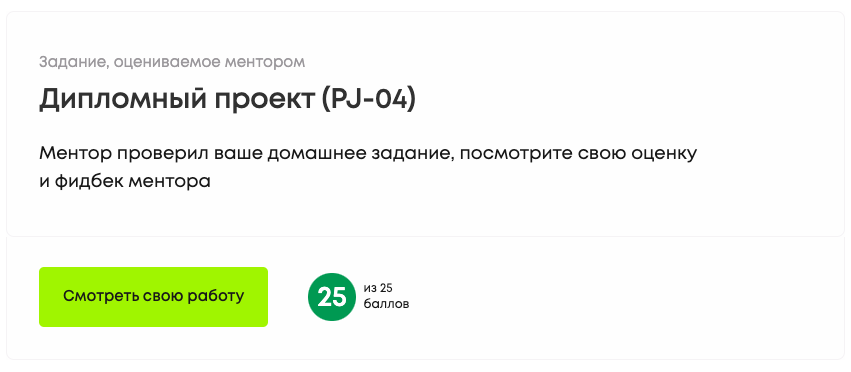 Задание, оцениваемое ментором
Дипломный проект (PJ-04)
Ментор проверил ваше домашнее задание, посмотрите свою оценку
и фидбек ментора
Смотреть свою работу
25
из 25
баллов